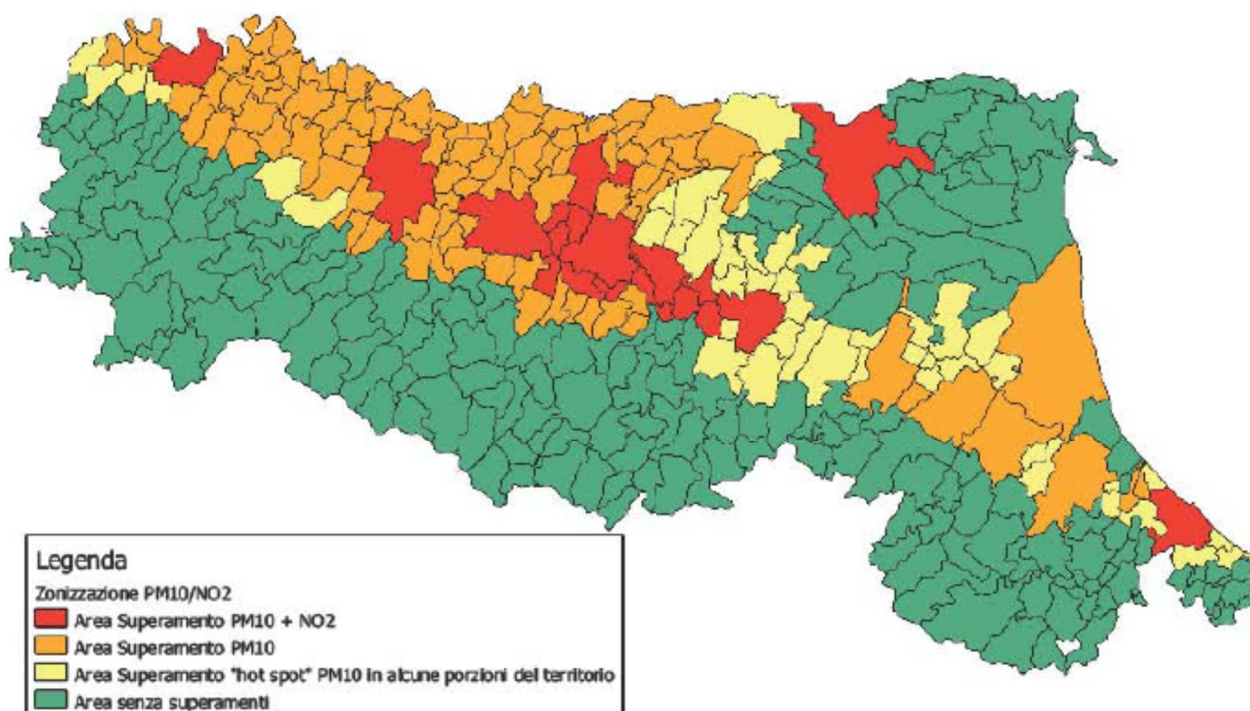 Legenda
Zonizzazione PM10/NO2
Area Superamento PM10 + NO2
Area Superamento PM10
Area Superamento "hot spot" PM10 in alcune porzioni del territorio
Area senza superamenti